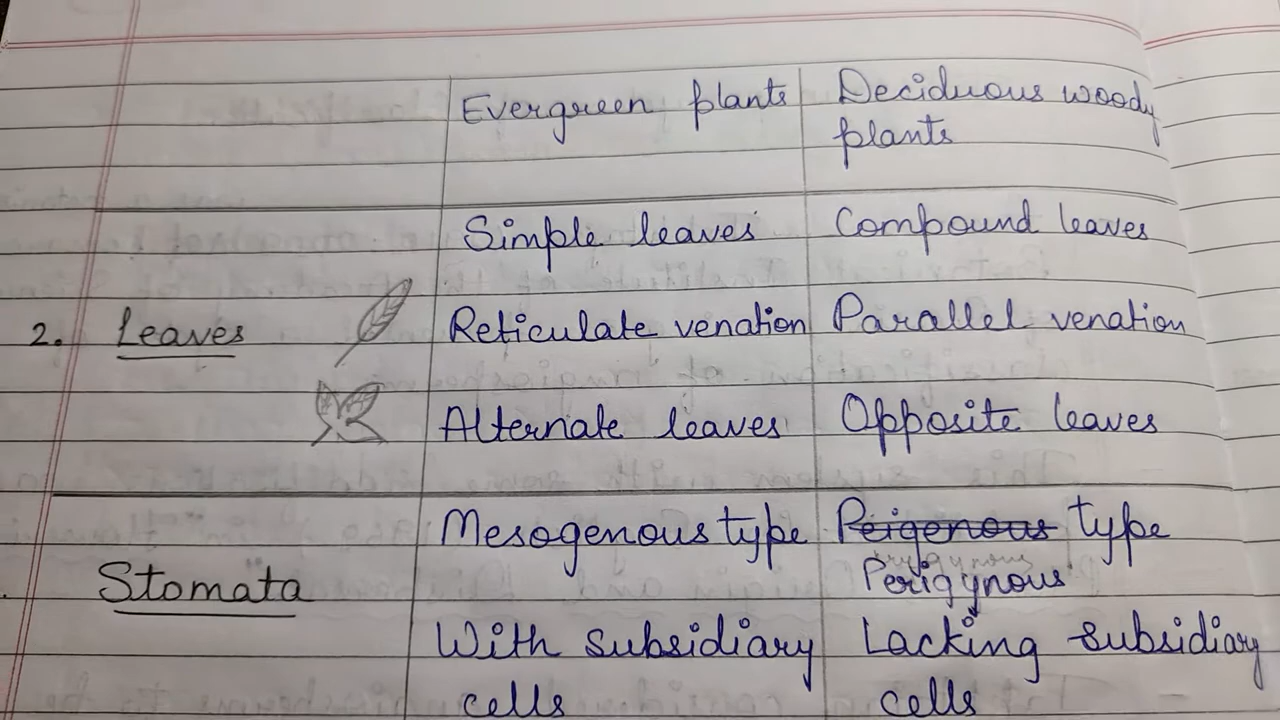 Evergreen plants Deciduous woody
plants
Simple leaves Compound leaves
2. Leaves Reticulate venation Parallel venation
Alternate leaves Opposite leaves
Mesogenous type Peigenous type
Perigynous
Stomata
With subsidiary Lacking subsidiary
cells cells